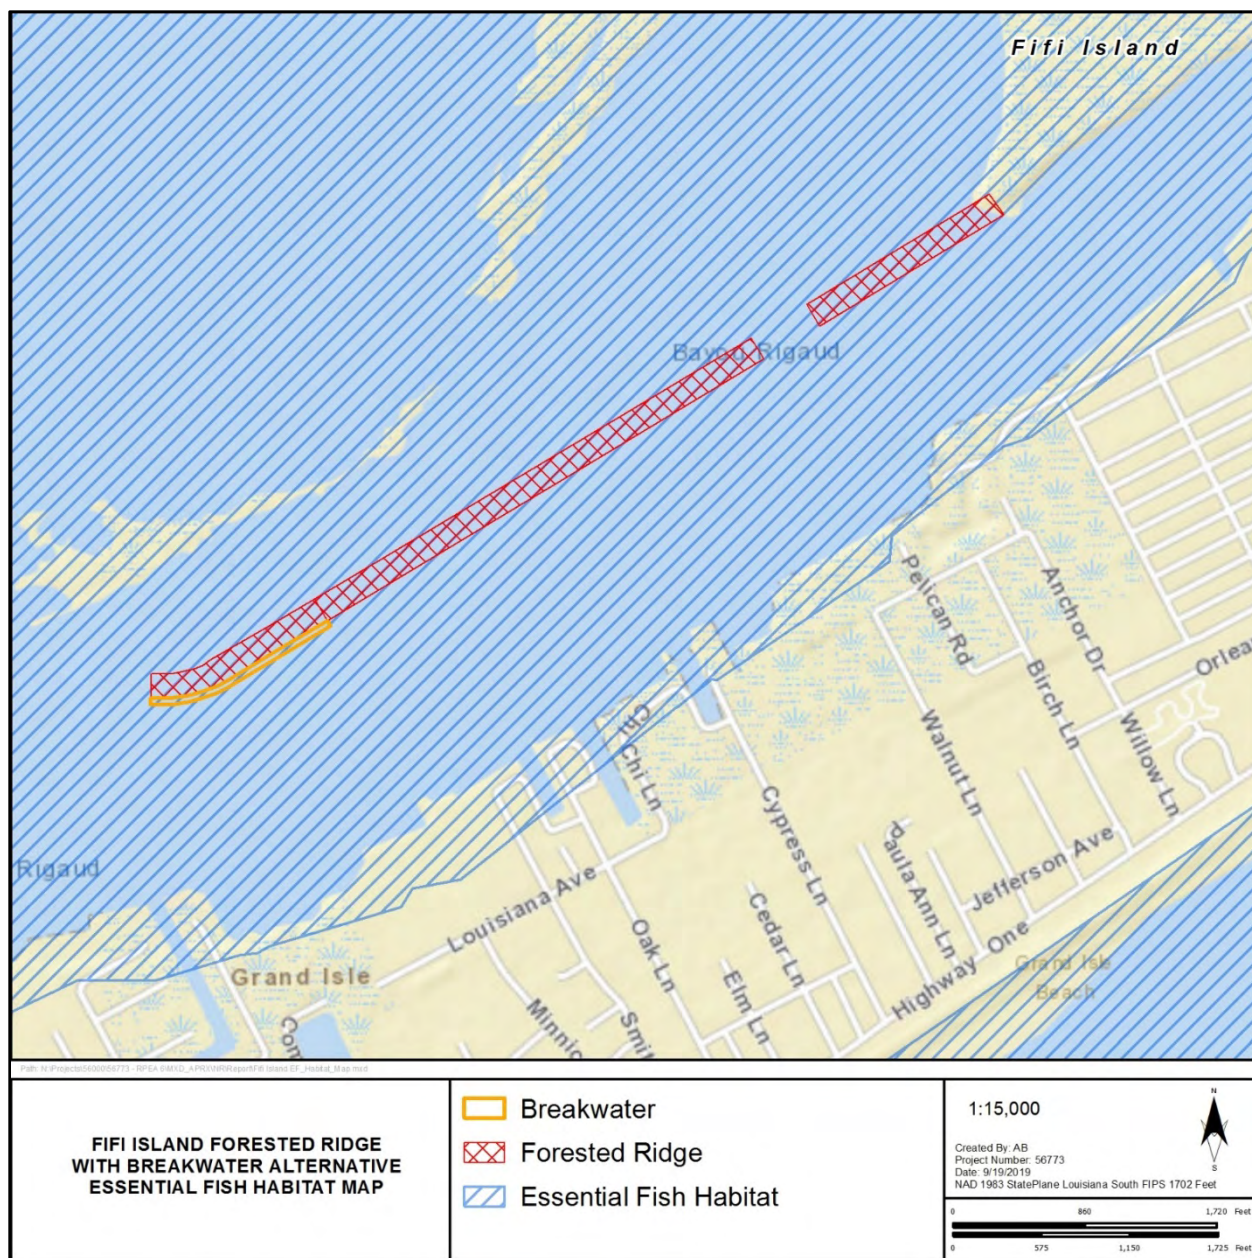 Fifi Island
Bayou Rigaud
Pelican Rd
Anchor Dr
Orlea
Birch Ln
Willow Ln
Walnut Ln
Chi
Chi Ln
Cypress Ln
Paula Ann Ln
Jefferson Ave
Rigaud
Louisiana Ave
Oak Ln
Cedar Ln
Elm Ln
Highway One
Grand Isle
Beach
Grand Isle
Com
Minnic
Smit
FIFI ISLAND FORESTED RIDGE
WITH BREAKWATER ALTERNATIVE
ESSENTIAL FISH HABITAT MAP
Breakwater
Forested Ridge
Essential Fish Habitat
1:15,000
N
S
Created By: AB
Project Number: 56773
Date: 9/19/2019
NAD 1983 StatePlane Louisiana South FIPS 1702 Feet
0 860 1,720 Feet
0 575 1,150 1,725 Feet